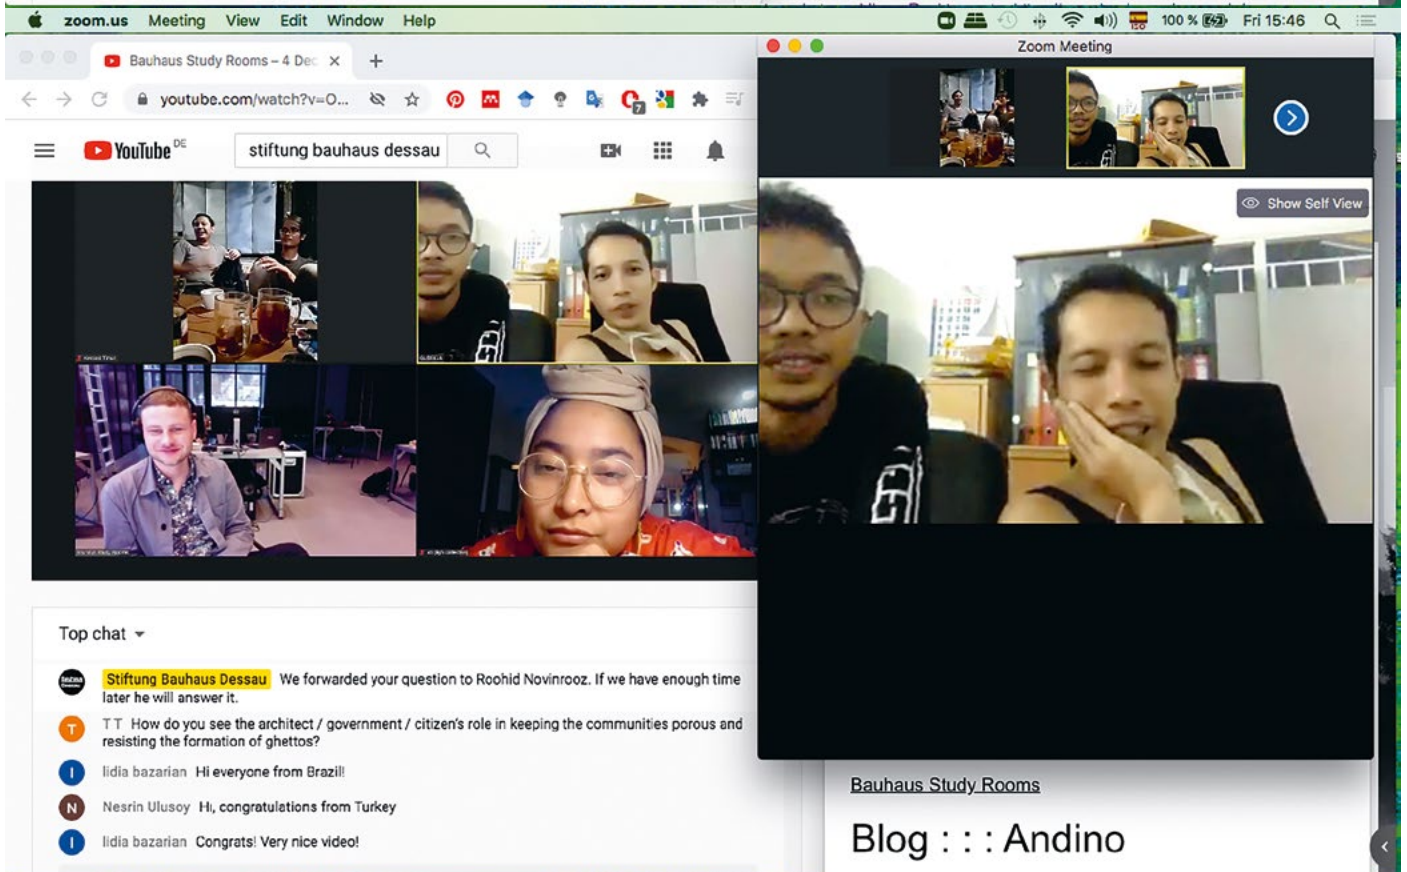 zoom.us Meeting View Edit Window Help
100 % Fri 15:46
Bauhaus Study Rooms – 4 Dec
youtube.com/watch?v=O...
7
YouTube DE
stiftung bauhaus dessau
Zoom Meeting
Show Self View
Top chat
Stiftung Bauhaus Dessau We forwarded your question to Roohid Novinrooz. If we have enough time
later he will answer it.
T
T T How do you see the architect / government / citizen's role in keeping the communities porous and
resisting the formation of ghettos?
l lidia bazarian Hi everyone from Brazil!
N Nesrin Ulusoy Hi, congratulations from Turkey
l lidia bazarian Congrats! Very nice video!
Bauhaus Study Rooms
Blog : : : Andino